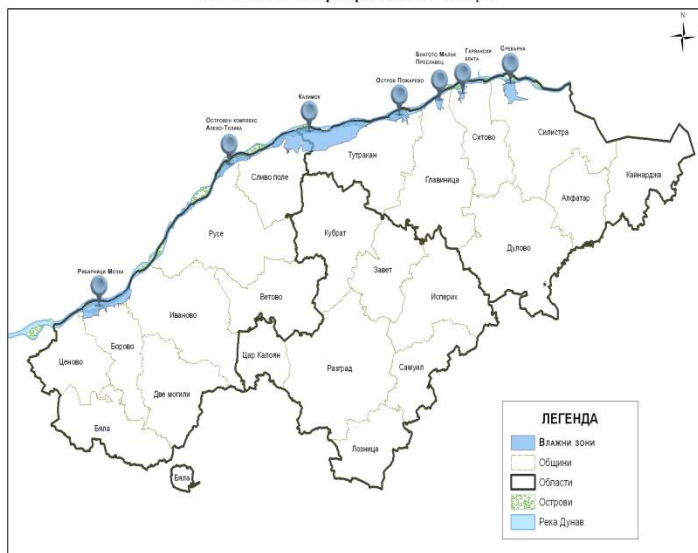 N
Сребърна
Гарвански
блата
Блатото Малък
Преславец
Остров Пожарево
Калимок
Островен комплекс
Алеко-Телика
Рибарници Мечка
Силистра
Ситово
Тутракан
Главиница
Кайнарджа
Алфатар
Сливо поле
Дулово
Русе
Кубрат
Завет
Исперих
Ветово
Иваново
Борово
Ценово
Цар Калоян
Разград
Самуил
Две могили
Бяла
Лозница
Бяла
ЛЕГЕНДА
Влажни зони
Общини
Области
Острови
Река Дунав